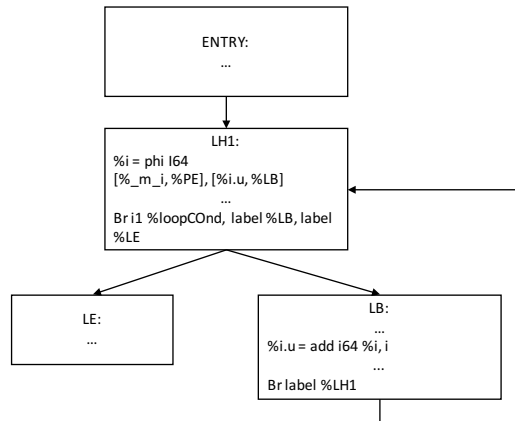 ENTRY:
…
LH1:
%i = phi I64
[%_m_i, %PE], [%i.u, %LB]
…
Br i1 %loopCOnd, label %LB, label
%LE
LE:
…
LB:
…
%i.u = add i64 %i, i
…
Br label %LH1